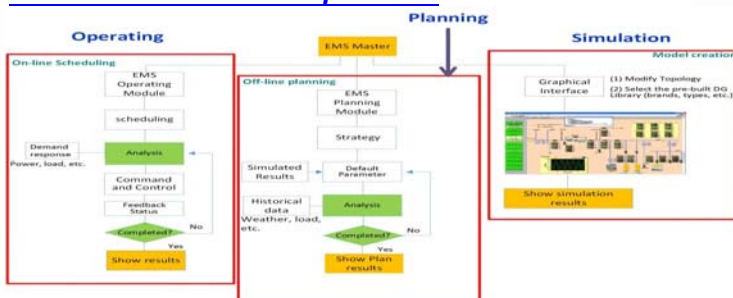 Planning
Operating
EMS Master
Simulation
On-line Scheduling
EMS
Operating
Module
scheduling
Demand
response
Power, load, etc.
Analysis
Command
and Control
Feedback
Status
Completed?
No
Yes
Show results
Off-line planning
EMS
Planning
Module
Strategy
Simulated
Results
Default
Parameter
Historical
data
Weather, load,
etc.
Analysis
Completed?
No
Yes
Show Plan
results
Model creation
Graphical
Interface
(1) Modify Topology
(2) Select the pre-built DG
Library (brands, types, etc.)
Show simulation
results